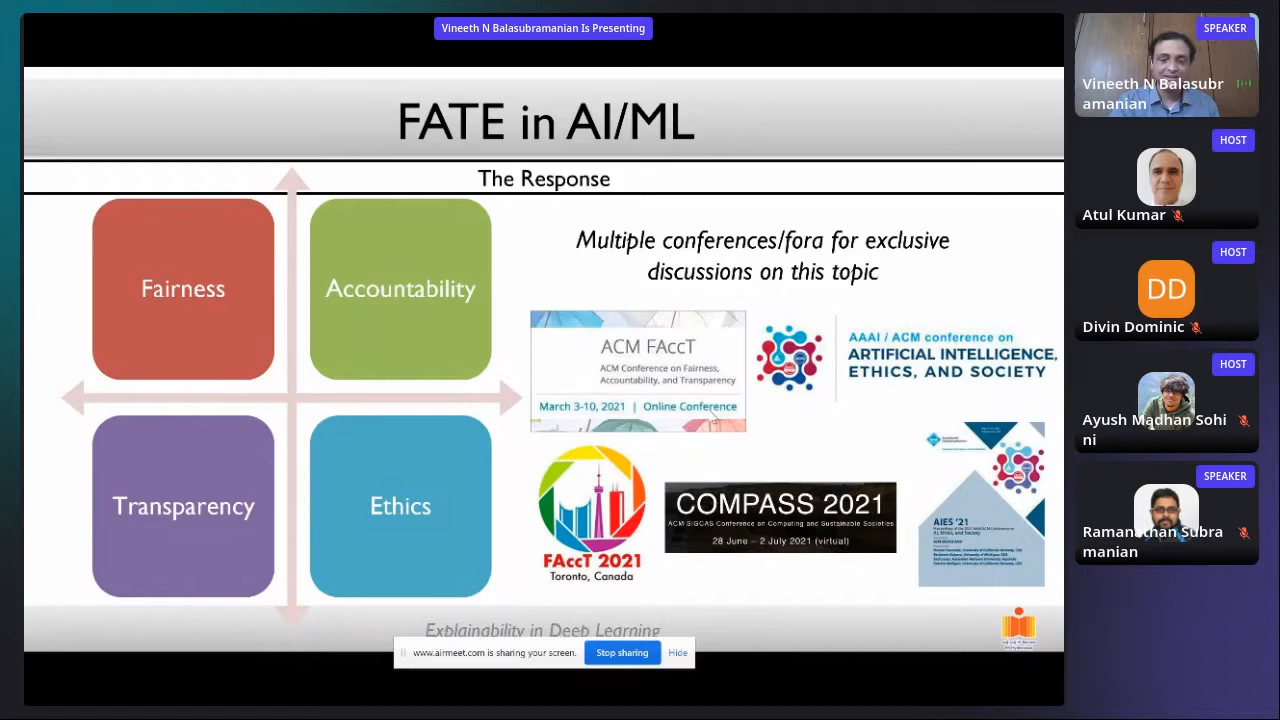 Vineeth N Balasubramanian Is Presenting
FATE in AI/ML
The Response
Fairness
Accountability
Transparency
Ethics
Multiple conferences/fora for exclusive
discussions on this topic
ACM FAccT
ACM Conference on Fairness,
Accountability, and Transparency
March 3-10, 2021 | Online Conference
AAAI / ACM conference on
ARTIFICIAL INTELLIGENCE,
ETHICS, AND SOCIETY
FAccT 2021
Toronto, Canada
COMPASS 2021
ACM SIGCAS Conference on Computing and Sustainable Societies
28 June – 2 July 2021 (virtual)
AIES '21
Explainability in Deep Learning
www.airmeet.com is sharing your screen.
Stop sharing
Hide
SPEAKER
Vineeth N Balasubr
amanian
HOST
Atul Kumar
HOST
DD
Divin Dominic
HOST
Ayush Madhan Sohi
ni
SPEAKER
Ramanathan Subra
manian